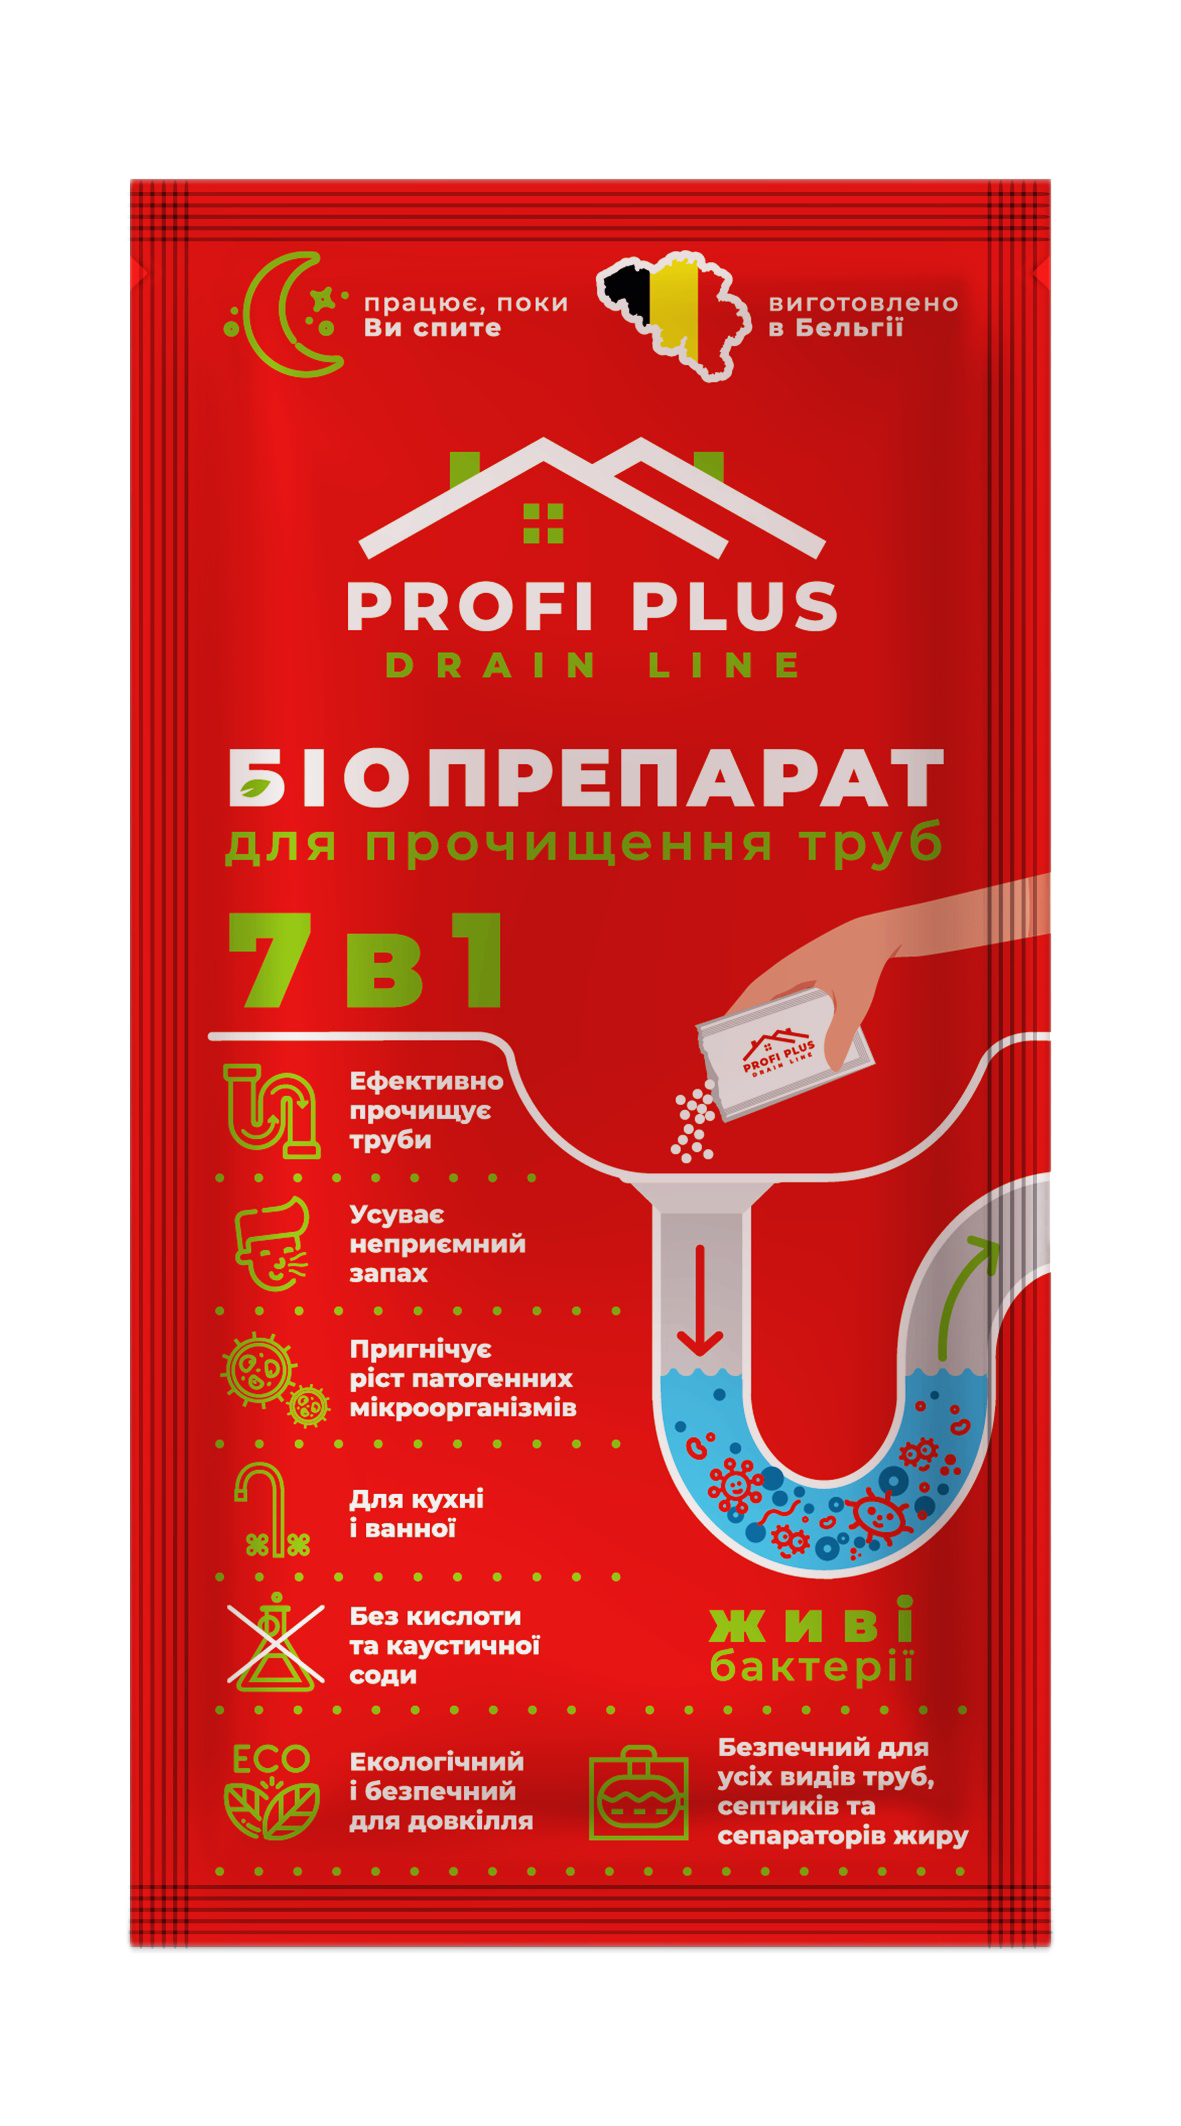 працює, поки
Ви спите
виготовлено
в Бельгії
PROFI PLUS
DRAIN LINE
БІОПРЕПАРАТ
для прочищення труб
7 в 1
PROFI PLUS
DRAIN LINE
Ефективно
прочищує
труби
Усуває
неприємний
запах
Пригнічує
ріст патогенних
мікроорганізмів
Для кухні
і ванної
Без кислоти
та каустичної
соди
живі
бактерії
ECO
Екологічний
і безпечний
для довкілля
Безпечний для
усіх видів труб,
септиків та
сепараторів жиру